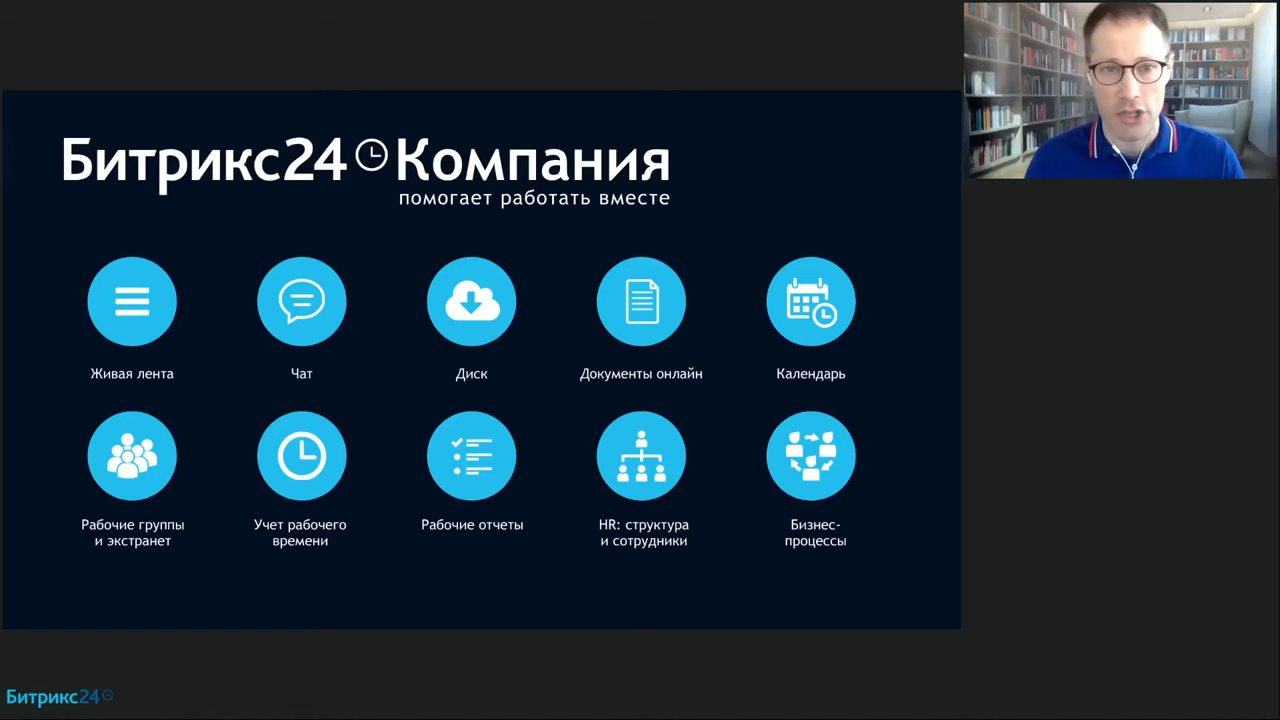 Битрикс24 Компания
помогает работать вместе
Живая лента
Чат
Диск
Документы онлайн
Календарь
Рабочие группы
и экстранет
Учет рабочего
времени
Рабочие отчеты
HR: структура
и сотрудники
Бизнес-
процессы
Битрикс24